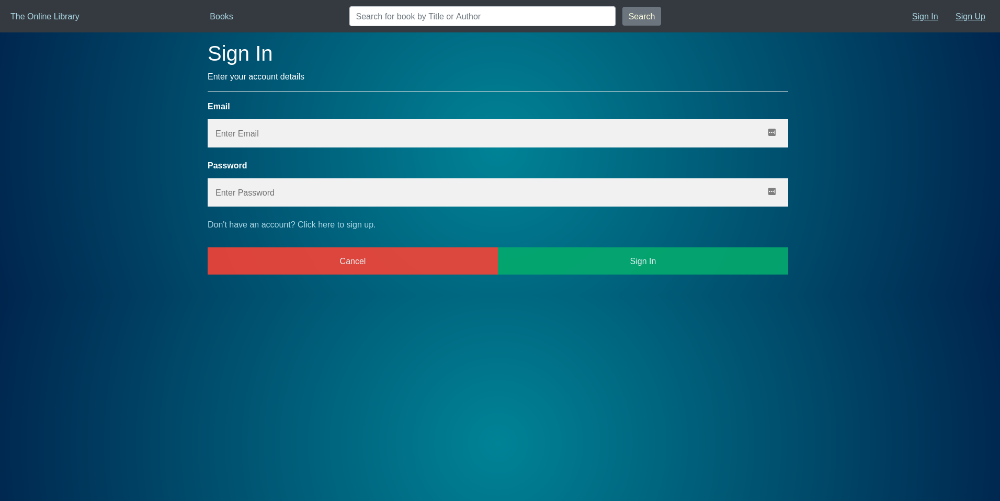 The Online Library Books Search for book by Title or Author Search Sign In Sign Up
Sign In
Enter your account details
Email
Enter Email
Password
Enter Password
Don't have an account? Click here to sign up.
Cancel Sign In